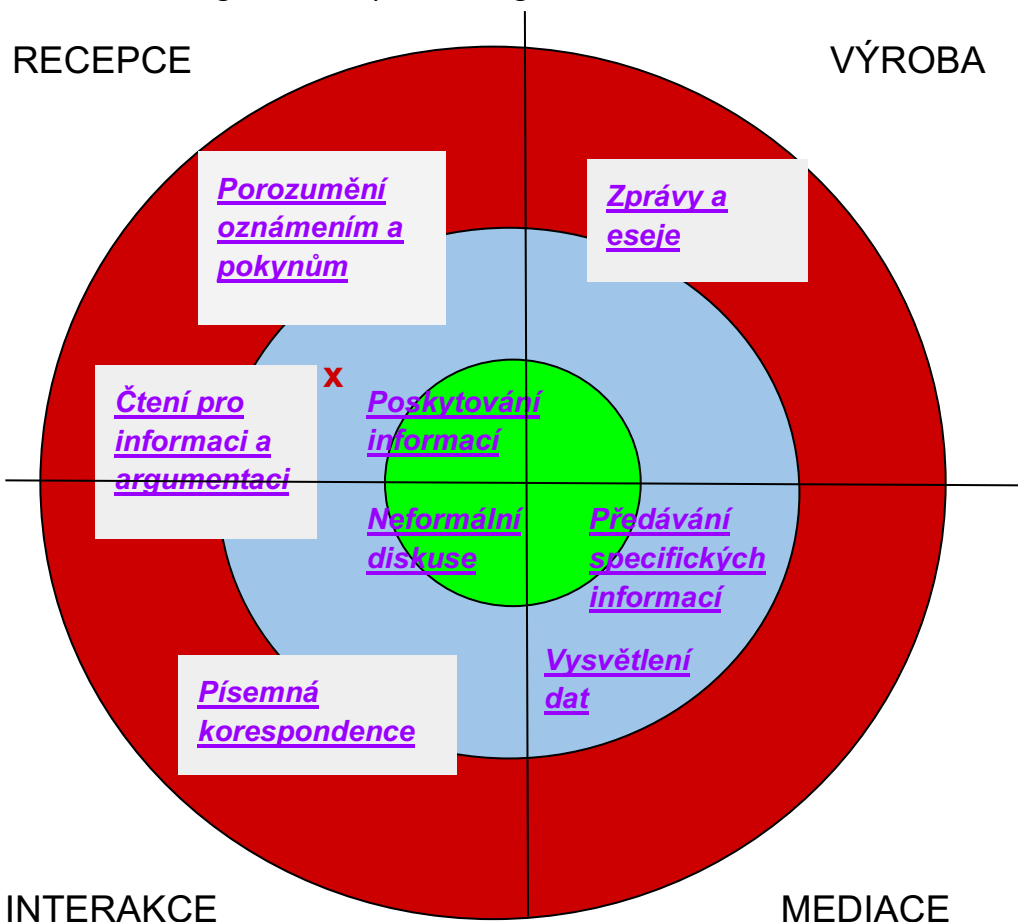 RECEPCE
VÝROBA
Porozumění
oznámením a
pokynům
Zprávy a
eseje
x
Čtení pro
informaci a
argumentaci
Poskytování
informací
Neformální
diskuse
Předávání
specifických
informací
Vysvětlení
dat
Písemná
korespondence
INTERAKCE
MEDIACE